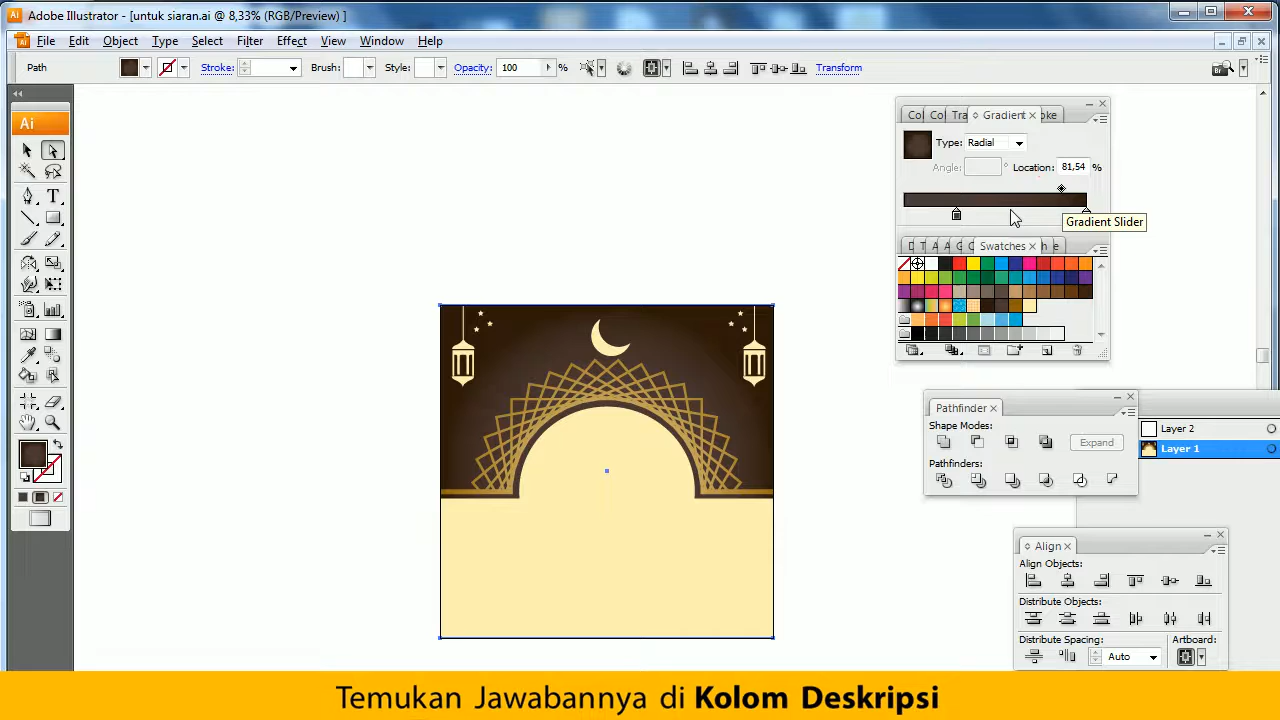 Adobe Illustrator - [untuk siaran.ai @ 8,33% (RGB/Preview) ]
File Edit Object Type Select Filter Effect View Window Help
Path Stroke: Brush: Style: Opacity: 100 % Transform
Ai
Gradient
Type: Radial
Angle: Location: 81,54 %
Gradient Slider
Swatches
Pathfinder
Shape Modes:
Expand
Pathfinders:
Layer 2
Layer 1
Align
Align Objects:
Distribute Objects:
Distribute Spacing: Artboard:
Auto
Temukan Jawabannya di Kolom Deskripsi